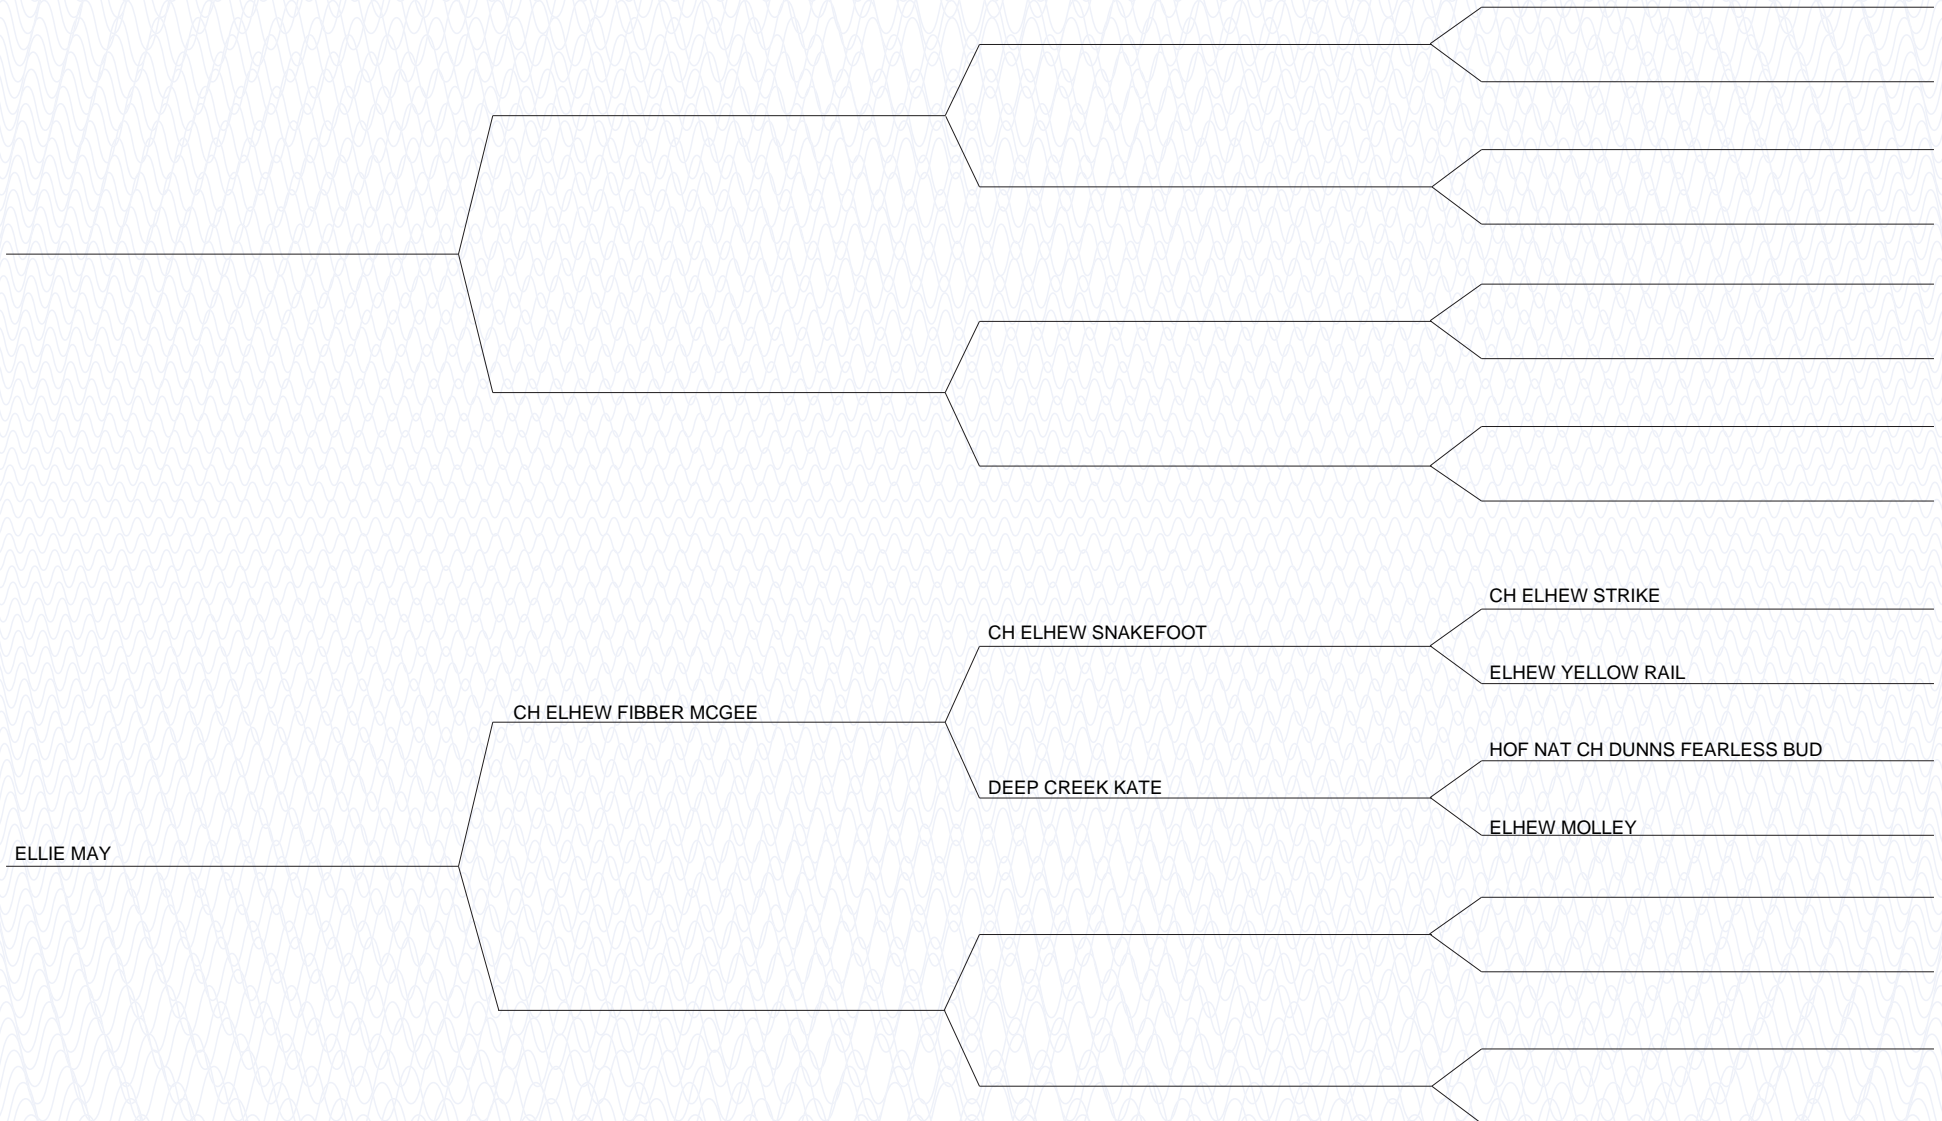 CH ELHEW STRIKE
CH ELHEW SNAKEFOOT
ELHEW YELLOW RAIL
CH ELHEW FIBBER MCGEE
HOF NAT CH DUNNS FEARLESS BUD
DEEP CREEK KATE
ELHEW MOLLEY
ELLIE MAY